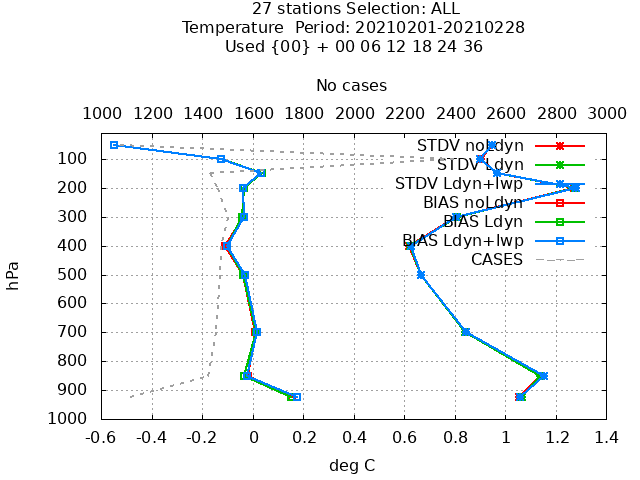 27 stations Selection: ALL
Temperature  Period: 20210201-20210228
Used {00} + 00 06 12 18 24 36
No cases
1000 1200 1400 1600 1800 2000 2200 2400 2600 2800 3000
STDV noLdyn
100
STDV Ldyn
STDV Ldyn+lwp
200
BIAS noLdyn
300
BIAS Ldyn
BIAS Ldyn+lwp
400
CASES
500
hPa
600
700
800
900
1000
-0.6 -0.4 -0.2 0 0.2 0.4 0.6 0.8 1 1.2 1.4
deg C